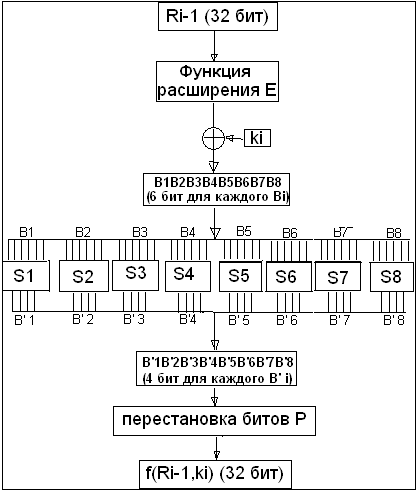 Ri-1 (32 бит)
Функция
расширения E
ki
B1B2B3B4B5B6B7B8
(6 бит для каждого Bi)
B1 B2 B3 B4 B5 B6 B7 B8
S1 S2 S3 S4 S5 S6 S7 S8
B'1 B'2 B'3 B'4 B'5 B'6 B'7 B'8
B'1B'2B'3B'4B'5B'6B'7B'8
(4 бит для каждого B' i)
перестановка битов P
f(Ri-1,ki) (32 бит)